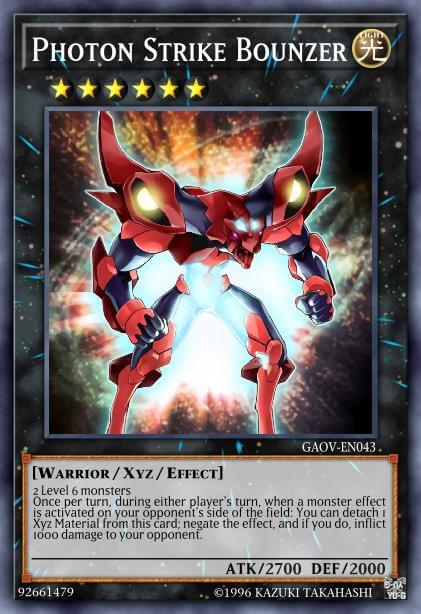 PHOTON STRIKE BOUNZER
LIGHT
光
GAOV-EN043
[WARRIOR / XYZ / EFFECT]
2 Level 6 monsters
Once per turn, during either player's turn, when a monster effect
is activated on your opponent's side of the field: You can detach 1
Xyz Material from this card; negate the effect, and if you do, inflict
1000 damage to your opponent.
ATK/2700 DEF/2000
92661479
©1996 KAZUKI TAKAHASHI